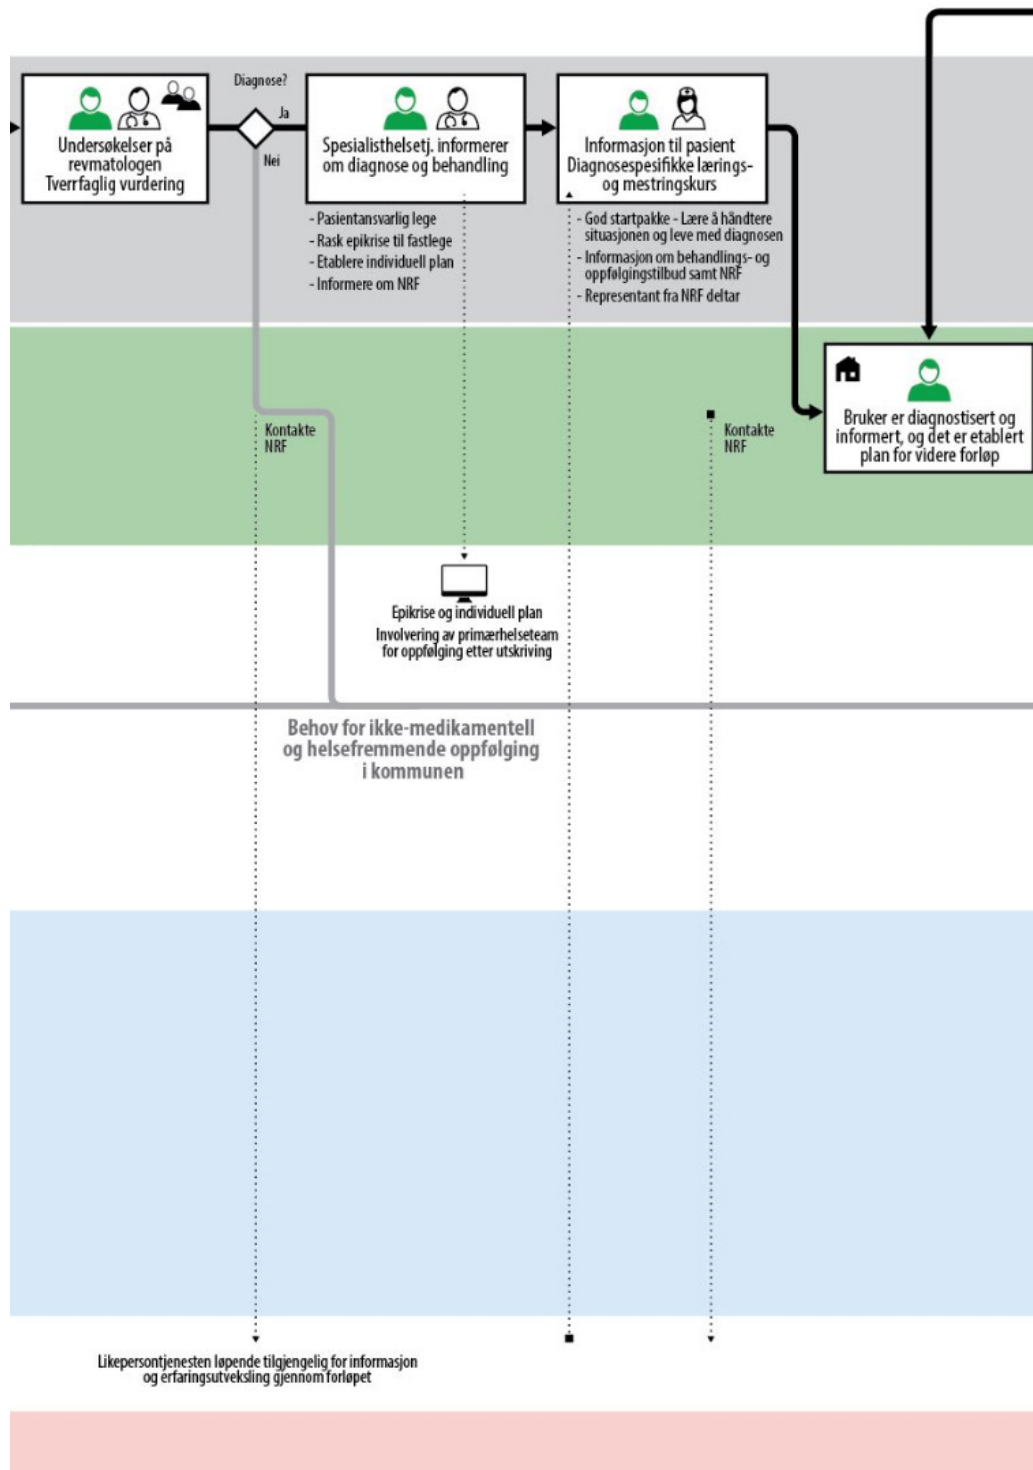 Diagnose?
Ja
Nei
Undersøkelser på
revmatologen
Tverrfaglig vurdering
Spesialisthelsetj. informerer
om diagnose og behandling
Informasjon til pasient
Diagnosespesifikke lærings-
og mestringskurs
- Pasientansvarlig lege
- Rask epikrise til fastlege
- Etablere individuell plan
- Informere om NRF
- God startpakke - Lære å håndtere
situasjonen og leve med diagnosen
- Informasjon om behandlings- og
oppfølgingstilbud samt NRF
- Representant fra NRF deltar
Kontakte
NRF
Kontakte
NRF
Bruker er diagnostisert og
informert, og det er etablert
plan for videre forløp
Epikrise og individuell plan
Involvering av primærhelseteam
for oppfølging etter utskriving
Behov for ikke-medikamentell
og helsefremmende oppfølging
i kommunen
Likepersontjenesten løpende tilgjengelig for informasjon
og erfaringsutveksling gjennom forløpet